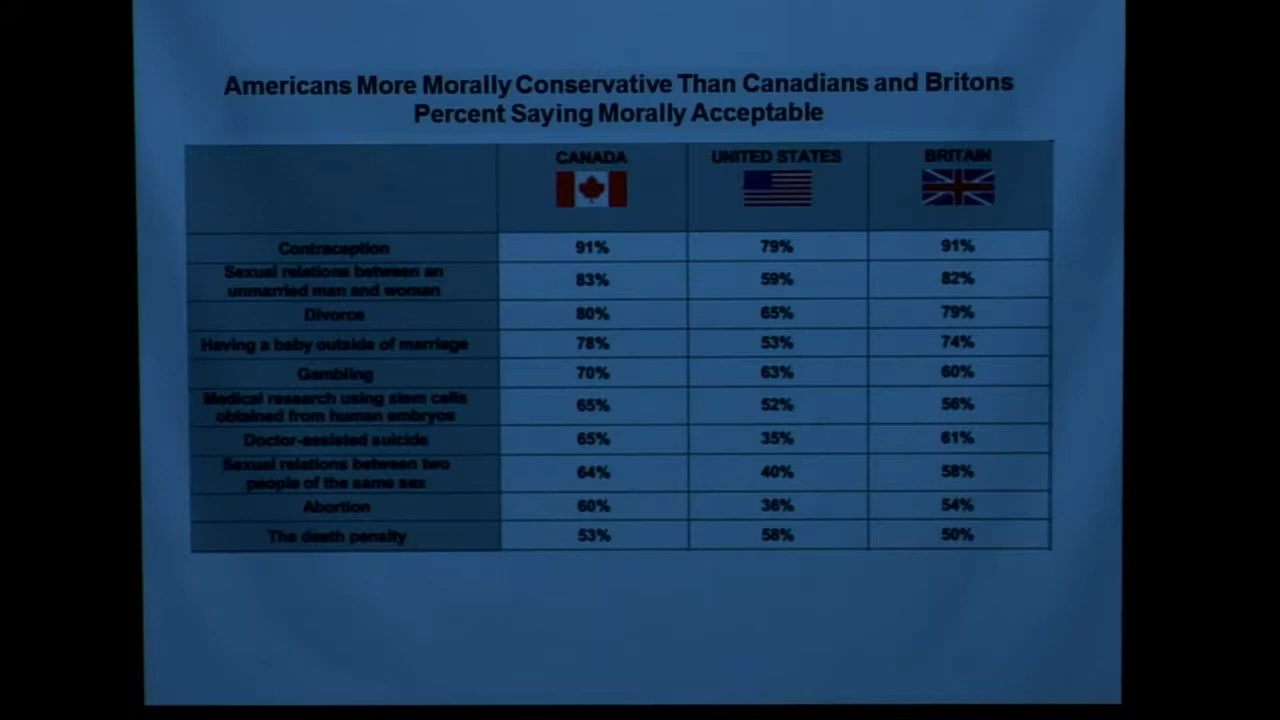 Americans More Morally Conservative Than Canadians and Britons
Percent Saying Morally Acceptable
CANADA UNITED STATES BRITAIN
Contraception 91% 79% 91%
Sexual relations between an
unmarried man and woman 83% 59% 82%
Divorce 80% 65% 79%
Having a baby outside of marriage 78% 53% 74%
Gambling 70% 63% 60%
Medical research using stem cells
obtained from human embryos 65% 52% 56%
Doctor-assisted suicide 65% 35% 61%
Sexual relations between two
people of the same sex 64% 40% 58%
Abortion 60% 36% 54%
The death penalty 53% 58% 50%